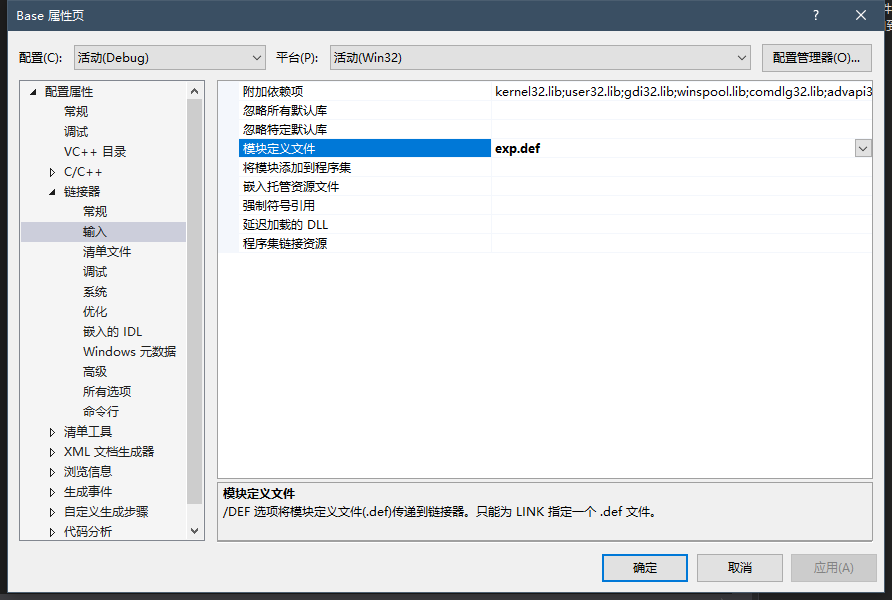 Base 属性页
配置(C): 活动(Debug) 平台(P): 活动(Win32) 配置管理器(O)...
配置属性
常规
调试
VC++ 目录
C/C++
链接器
常规
输入
清单文件
调试
系统
优化
嵌入的 IDL
Windows 元数据
高级
所有选项
命令行
清单工具
XML 文档生成器
浏览信息
生成事件
自定义生成步骤
代码分析
附加依赖项 kernel32.lib;user32.lib;gdi32.lib;winspool.lib;comdlg32.lib;advapi3
忽略所有默认库
忽略特定默认库
模块定义文件 exp.def
将模块添加到程序集
嵌入托管资源文件
强制符号引用
延迟加载的 DLL
程序集链接资源
模块定义文件
/DEF 选项将模块定义文件(.def)传递到链接器。只能为 LINK 指定一个 .def 文件。
确定 取消 应用(A)